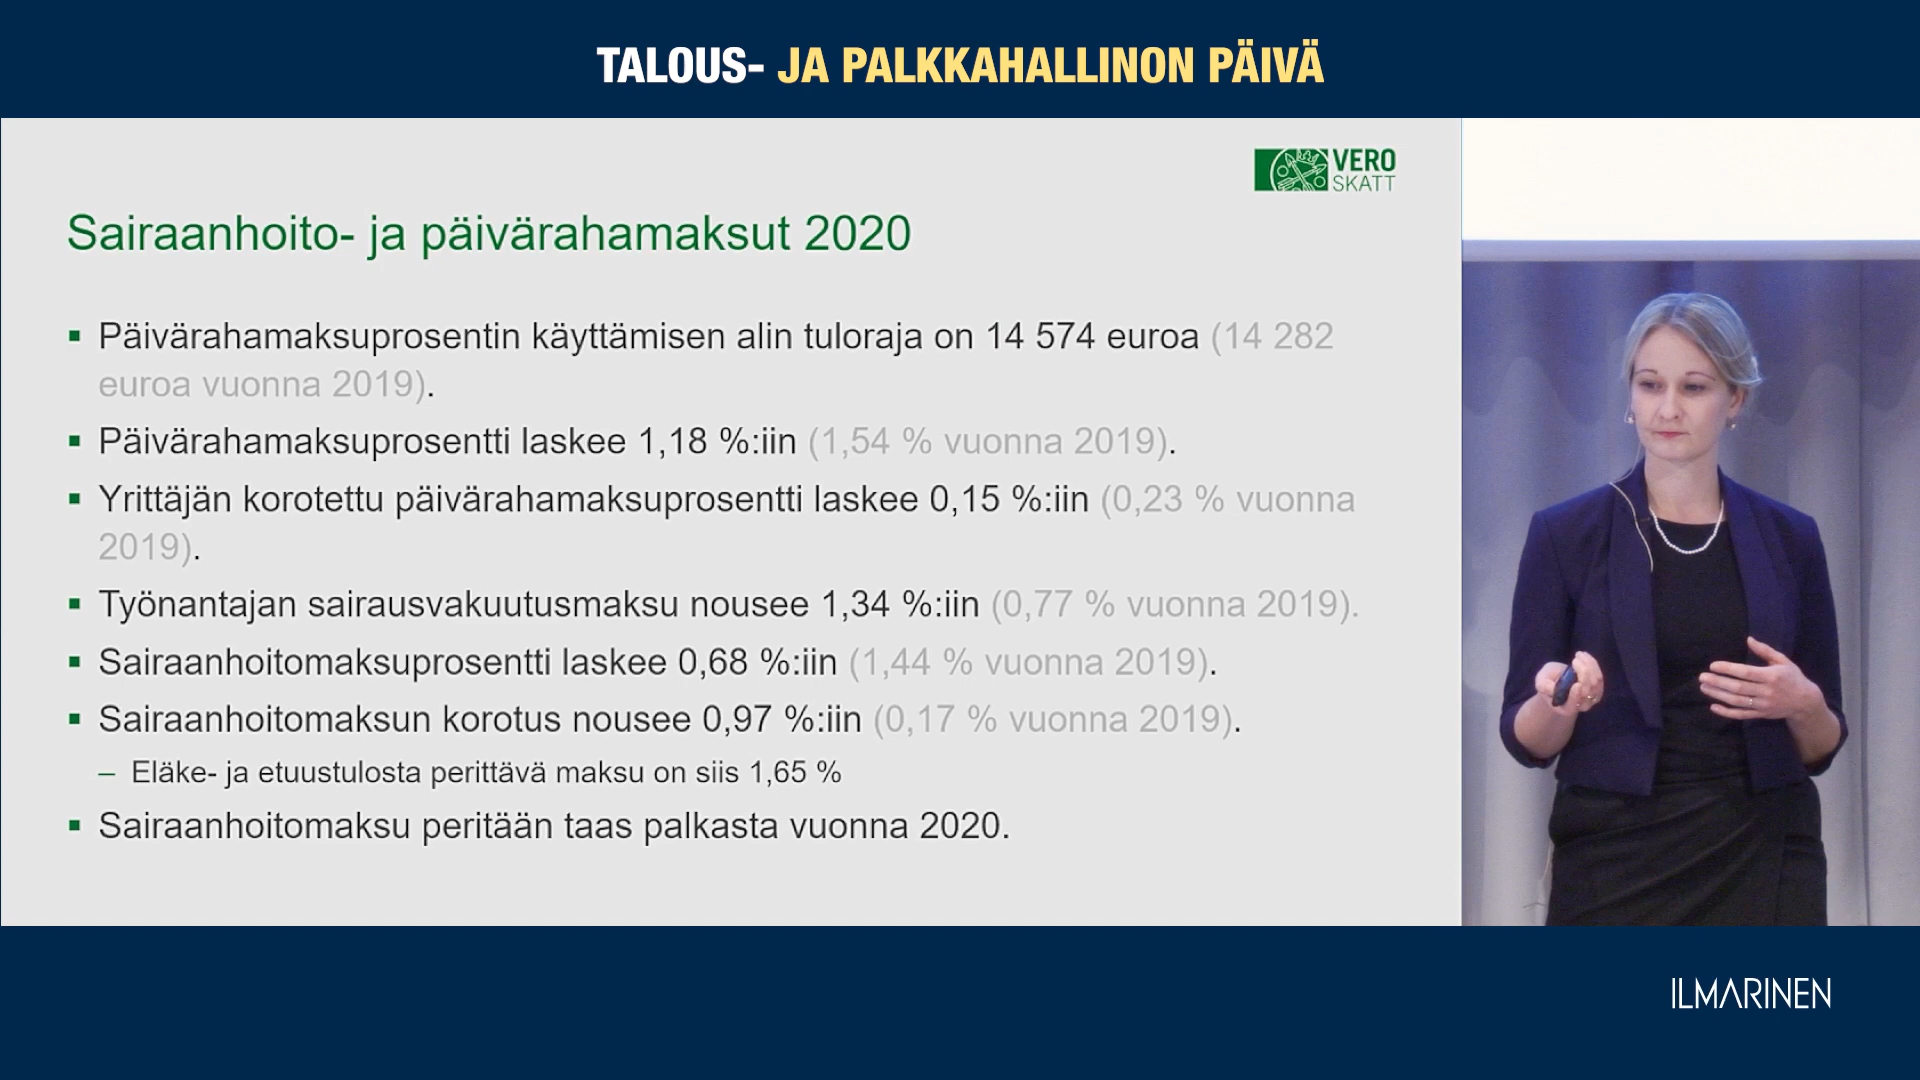 TALOUS- JA PALKKAHALLINON PÄIVÄ
VERO
SKATT
Sairaanhoito- ja päivärahamaksut 2020
▪ Päivärahamaksuprosentin käyttämisen alin tuloraja on 14 574 euroa (14 282
euroa vuonna 2019).
▪ Päivärahamaksuprosentti laskee 1,18 %:iin (1,54 % vuonna 2019).
▪ Yrittäjän korotettu päivärahamaksuprosentti laskee 0,15 %:iin (0,23 % vuonna
2019).
▪ Työnantajan sairausvakuutusmaksu nousee 1,34 %:iin (0,77 % vuonna 2019).
▪ Sairaanhoitomaksuprosentti laskee 0,68 %:iin (1,44 % vuonna 2019).
▪ Sairaanhoitomaksun korotus nousee 0,97 %:iin (0,17 % vuonna 2019).
– Eläke- ja etuustulosta perittävä maksu on siis 1,65 %
▪ Sairaanhoitomaksu peritään taas palkasta vuonna 2020.
ILMARINEN